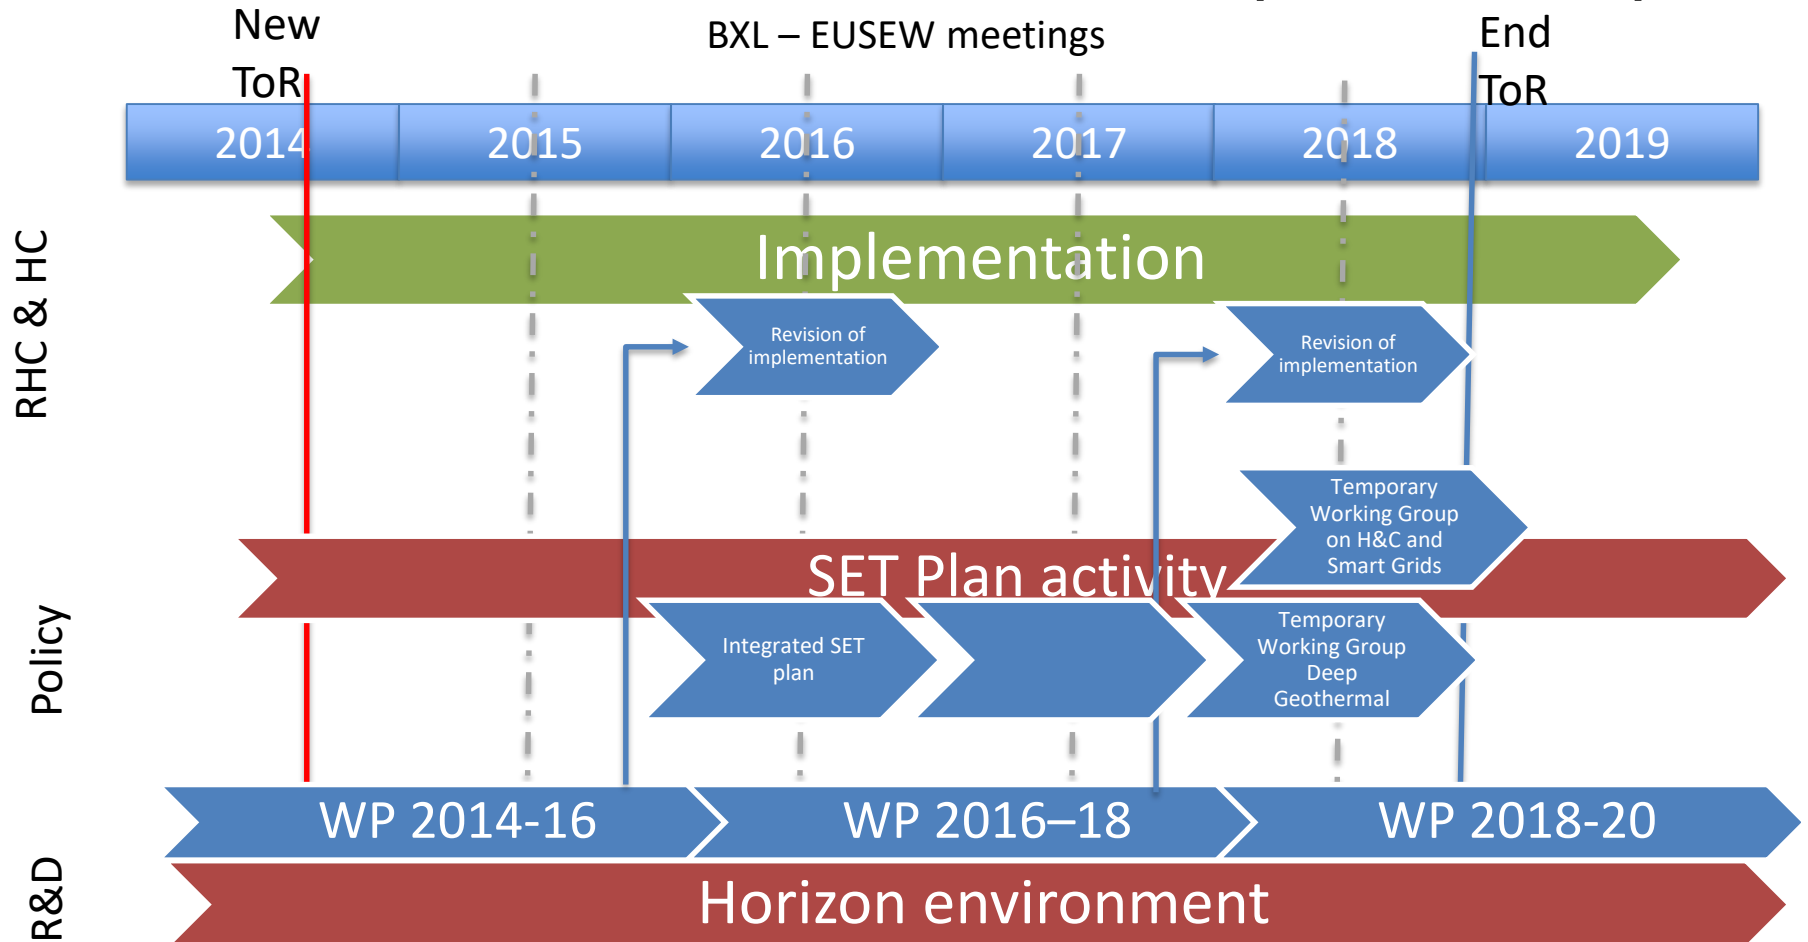 New
ToR
BXL – EUSEW meetings
End
ToR
2014
2015
2016
2017
2018
2019
RHC & HC
Implementation
Revision of
implementation
Revision of
implementation
Temporary
Working Group
on H&C and
Smart Grids
Policy
SET Plan activity
Integrated SET
plan
Temporary
Working Group
Deep
Geothermal
R&D
WP 2014-16
WP 2016–18
WP 2018-20
Horizon environment